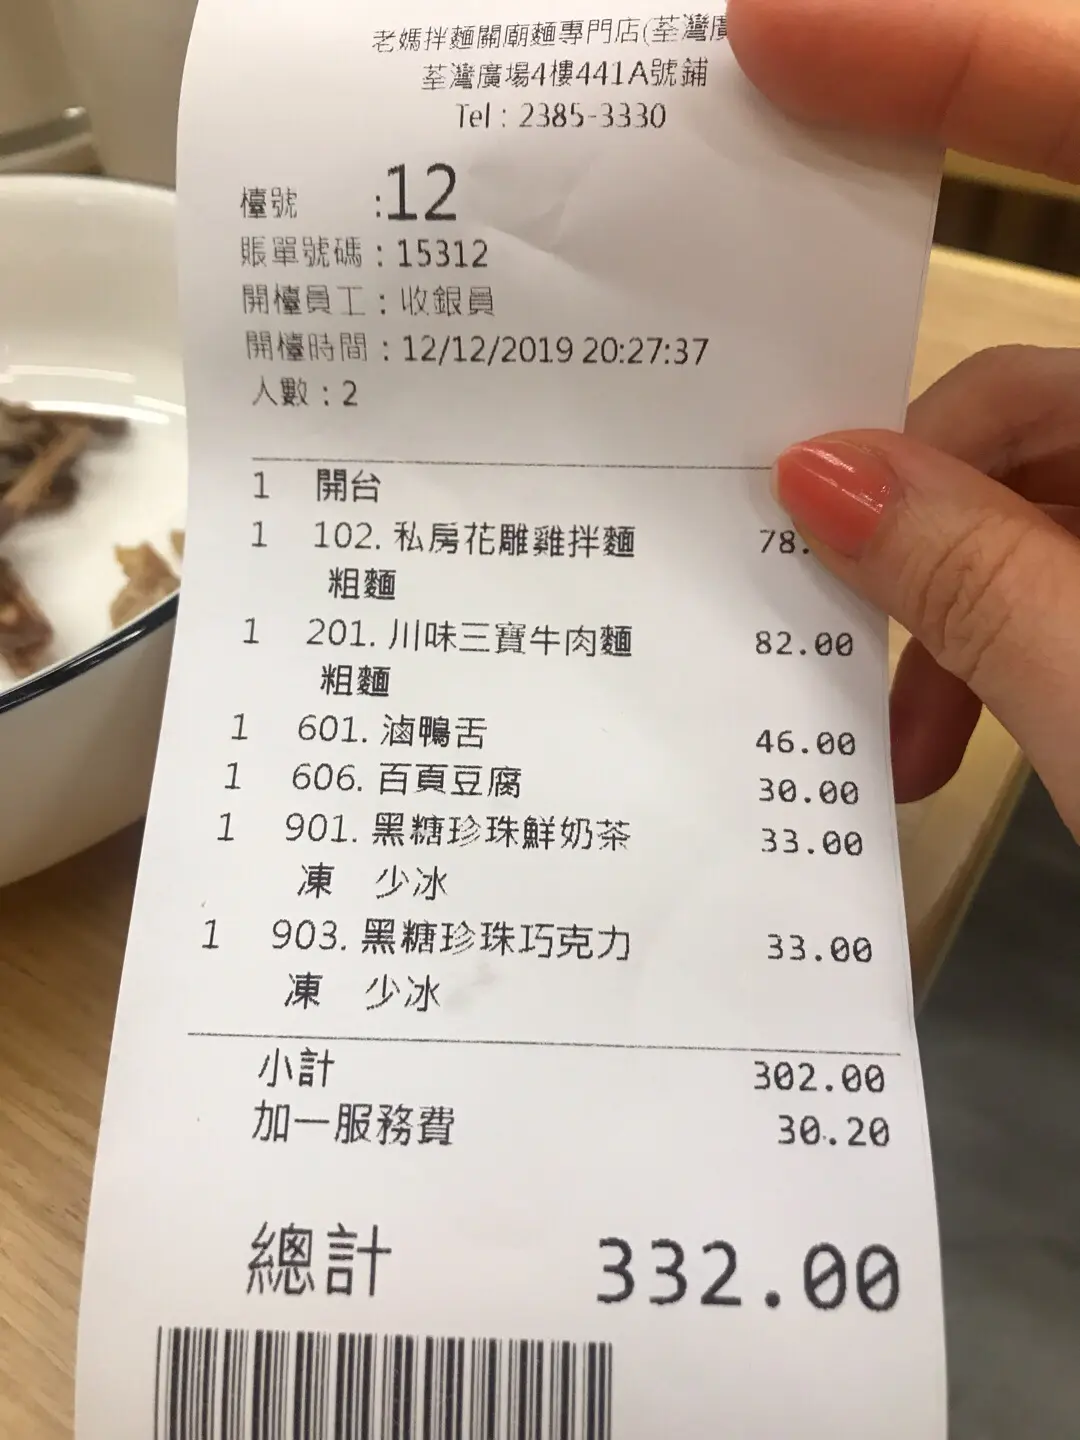 老媽拌麵關廟麵專門店(荃灣
荃灣廣場4樓441A號鋪
Tel : 2385-3330
檯號 :12
賬單號碼 : 15312
開檯員工 : 收銀員
開檯時間 : 12/12/2019 20:27:37
人數 : 2
1 開台
1 102. 私房花雕雞拌麵 78.
粗麵
1 201. 川味三寶牛肉麵 82.00
粗麵
1 601. 滷鴨舌 46.00
1 606. 百頁豆腐 30.00
1 901. 黑糖珍珠鮮奶茶 33.00
凍 少冰
1 903. 黑糖珍珠巧克力 33.00
凍 少冰
小計 302.00
加一服務費 30.20
總計 332.00